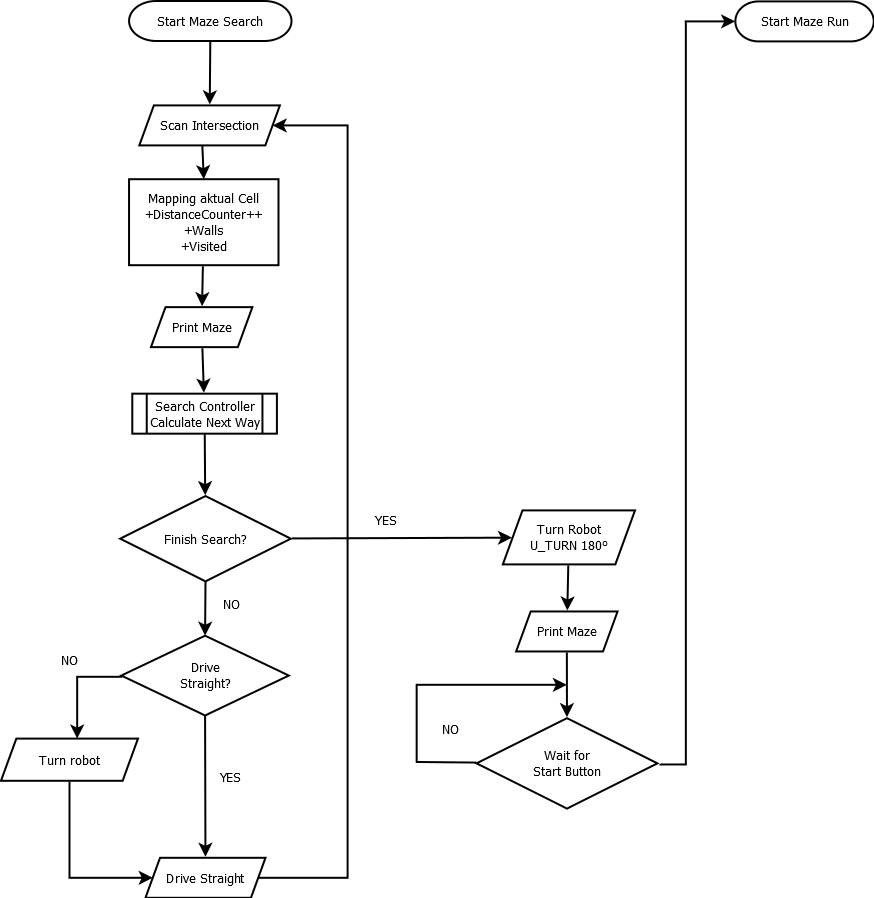 Start Maze Search
Start Maze Run
Scan Intersection
Mapping aktual Cell
+DistanceCounter++
+Walls
+Visited
Print Maze
Search Controller
Calculate Next Way
Finish Search?
YES
Turn Robot
U_TURN 180º
NO
Print Maze
Drive
Straight?
NO
Turn robot
YES
NO
Wait for
Start Button
Drive Straight